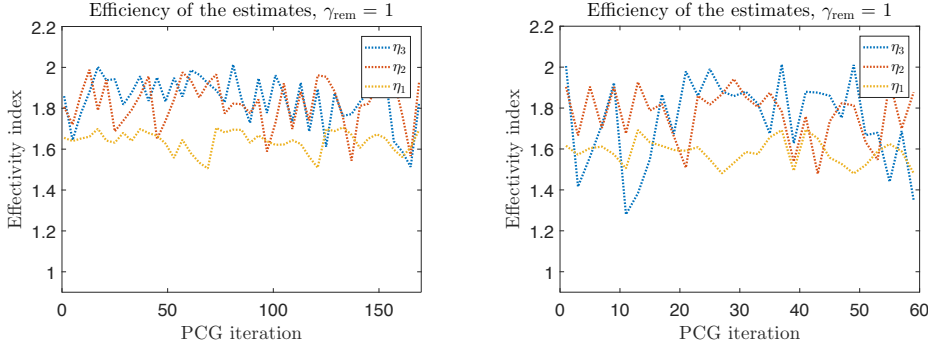 Efficiency of the estimates, γrem = 1
2.2
2
1.8
1.6
1.4
1.2
1
Effectivity index
η3
η2
η1
0
50
100
150
PCG iteration
Efficiency of the estimates, γrem = 1
2.2
2
1.8
1.6
1.4
1.2
1
Effectivity index
η3
η2
η1
0
10
20
30
40
50
60
PCG iteration